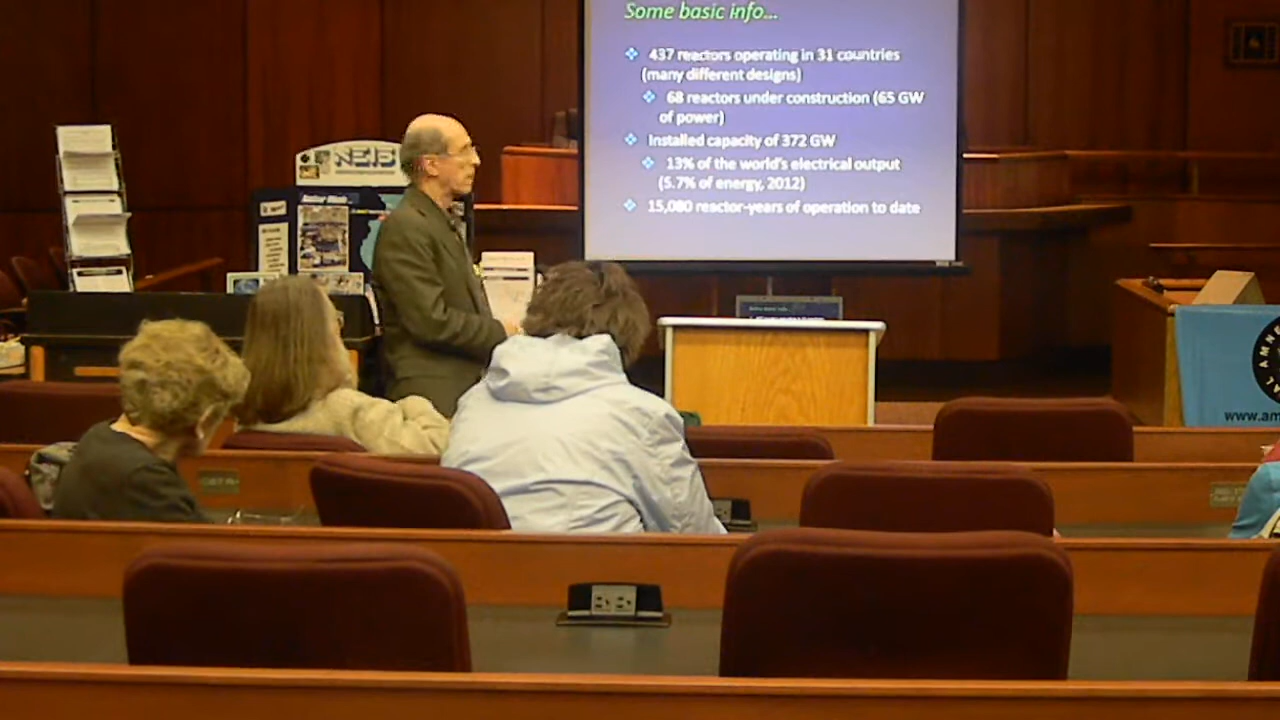 Some basic info...
437 reactors operating in 31 countries
(many different designs)
68 reactors under construction (65 GW
of power)
Installed capacity of 372 GW
13% of the world's electrical output
(5.7% of energy, 2012)
15,080 reactor-years of operation to date
NEIS
www.am